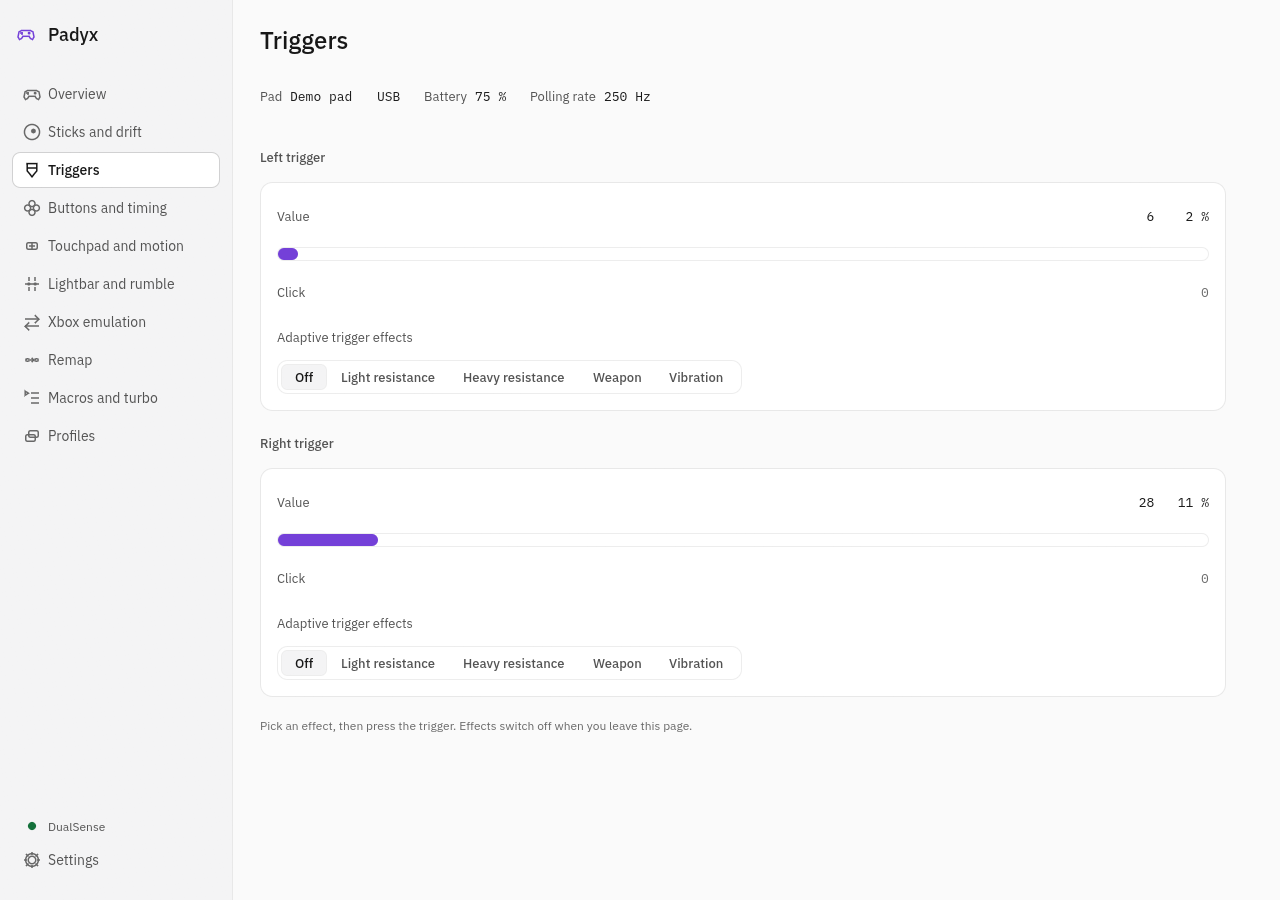 Padyx
Overview
Sticks and drift
Triggers
Buttons and timing
Touchpad and motion
Lightbar and rumble
Xbox emulation
Remap
Macros and turbo
Profiles
DualSense
Settings
Triggers
Pad Demo pad USB Battery 75 % Polling rate 250 Hz
Left trigger
Value 6 2 %
Click 0
Adaptive trigger effects
Off Light resistance Heavy resistance Weapon Vibration
Right trigger
Value 28 11 %
Click 0
Adaptive trigger effects
Off Light resistance Heavy resistance Weapon Vibration
Pick an effect, then press the trigger. Effects switch off when you leave this page.